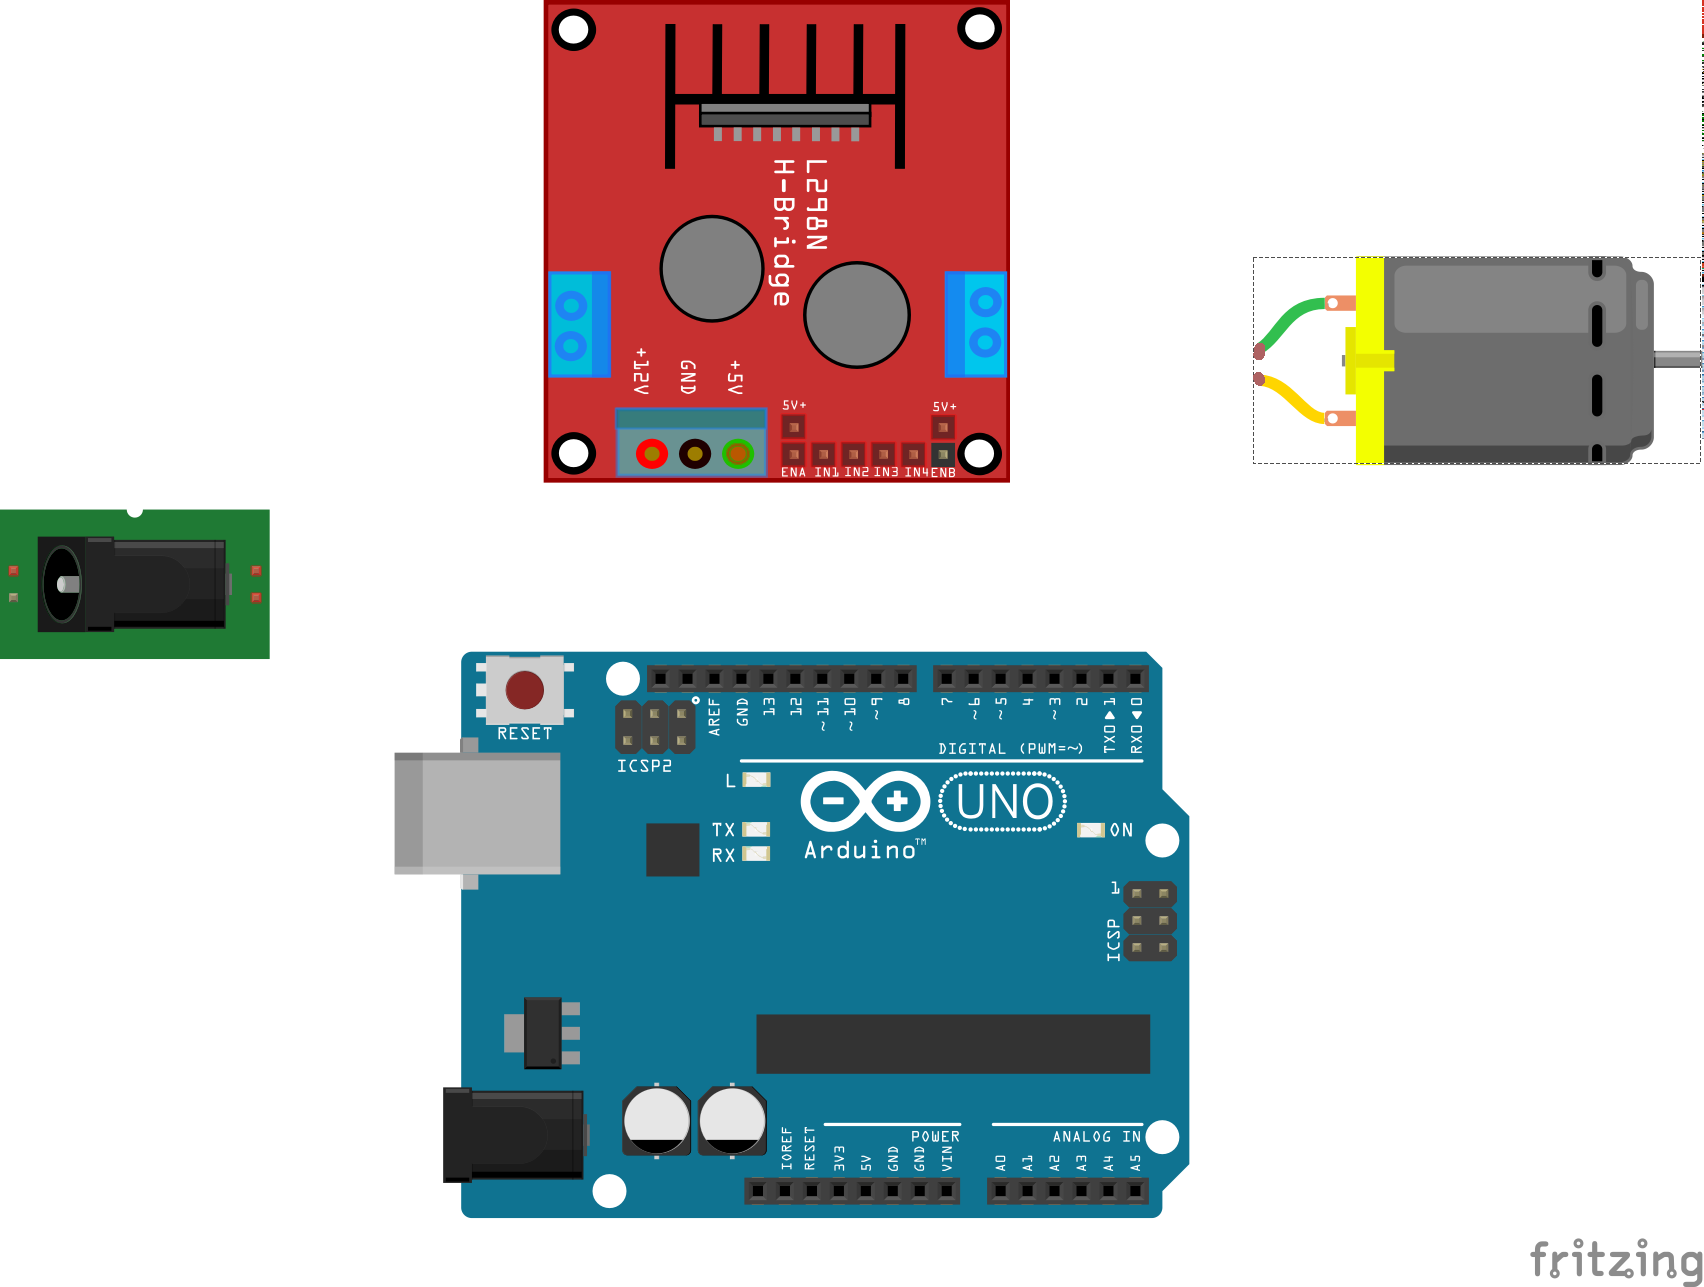 L298N
H-Bridge
+12V
GND
+5V
5V+
5V+
ENA
IN1
IN2
IN3
IN4
ENB
RESET
ICSP2
AREF
GND
13
12
~11
~10
~9
8
7
~6
~5
4
~3
2
TX0▶1
RX0◀0
DIGITAL (PWM=~)
L
TX
RX
UNO
Arduino™
ON
1
ICSP
IOREF
RESET
3V3
5V
GND
GND
VIN
POWER
ANALOG IN
A0
A1
A2
A3
A4
A5
fritzing